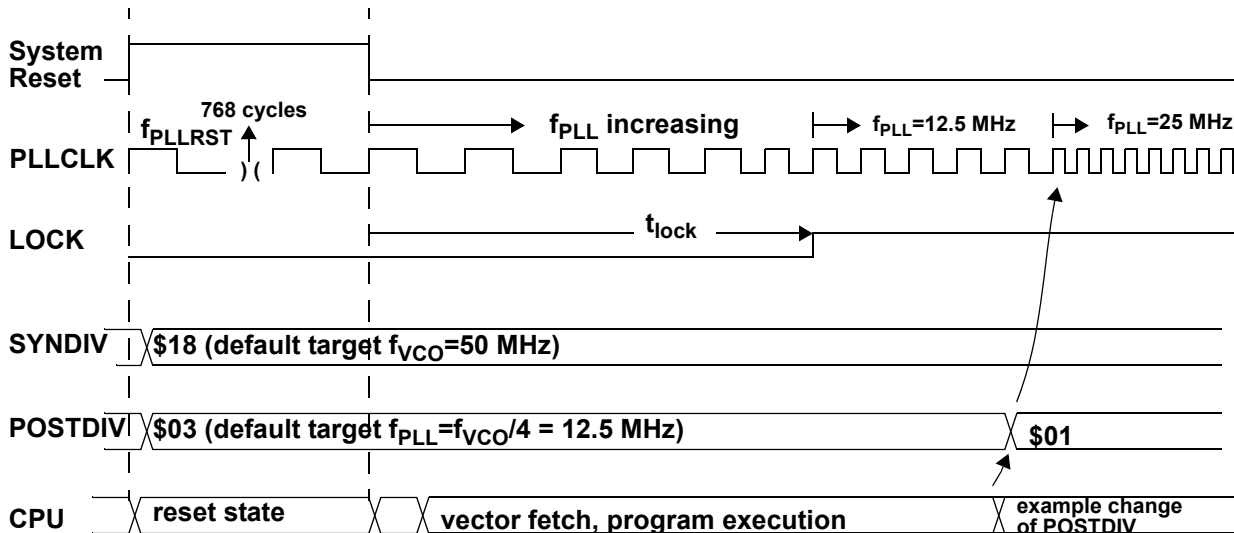 System
Reset
768 cycles
fPLLRST
fPLL increasing
fPLL=12.5 MHz
fPLL=25 MHz
PLLCLK
) (
tlock
LOCK
SYNDIV
$18 (default target fVCO=50 MHz)
POSTDIV
$03 (default target fPLL=fVCO/4 = 12.5 MHz)
$01
CPU
reset state
vector fetch, program execution
example change
of POSTDIV